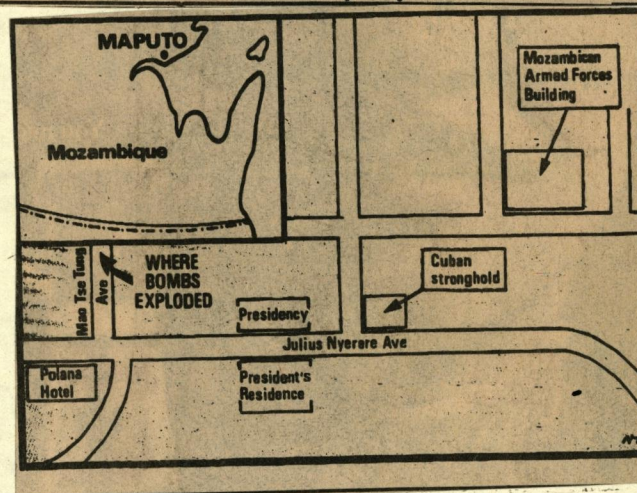 MAPUTO
Mozambique
Mozambican
Armed Forces
Building
Cuban
stronghold
Mao Tse Tung
Ave
WHERE
BOMBS
EXPLODED
Presidency
Julius Nyerere Ave
Polana
Hotel
President's
Residence